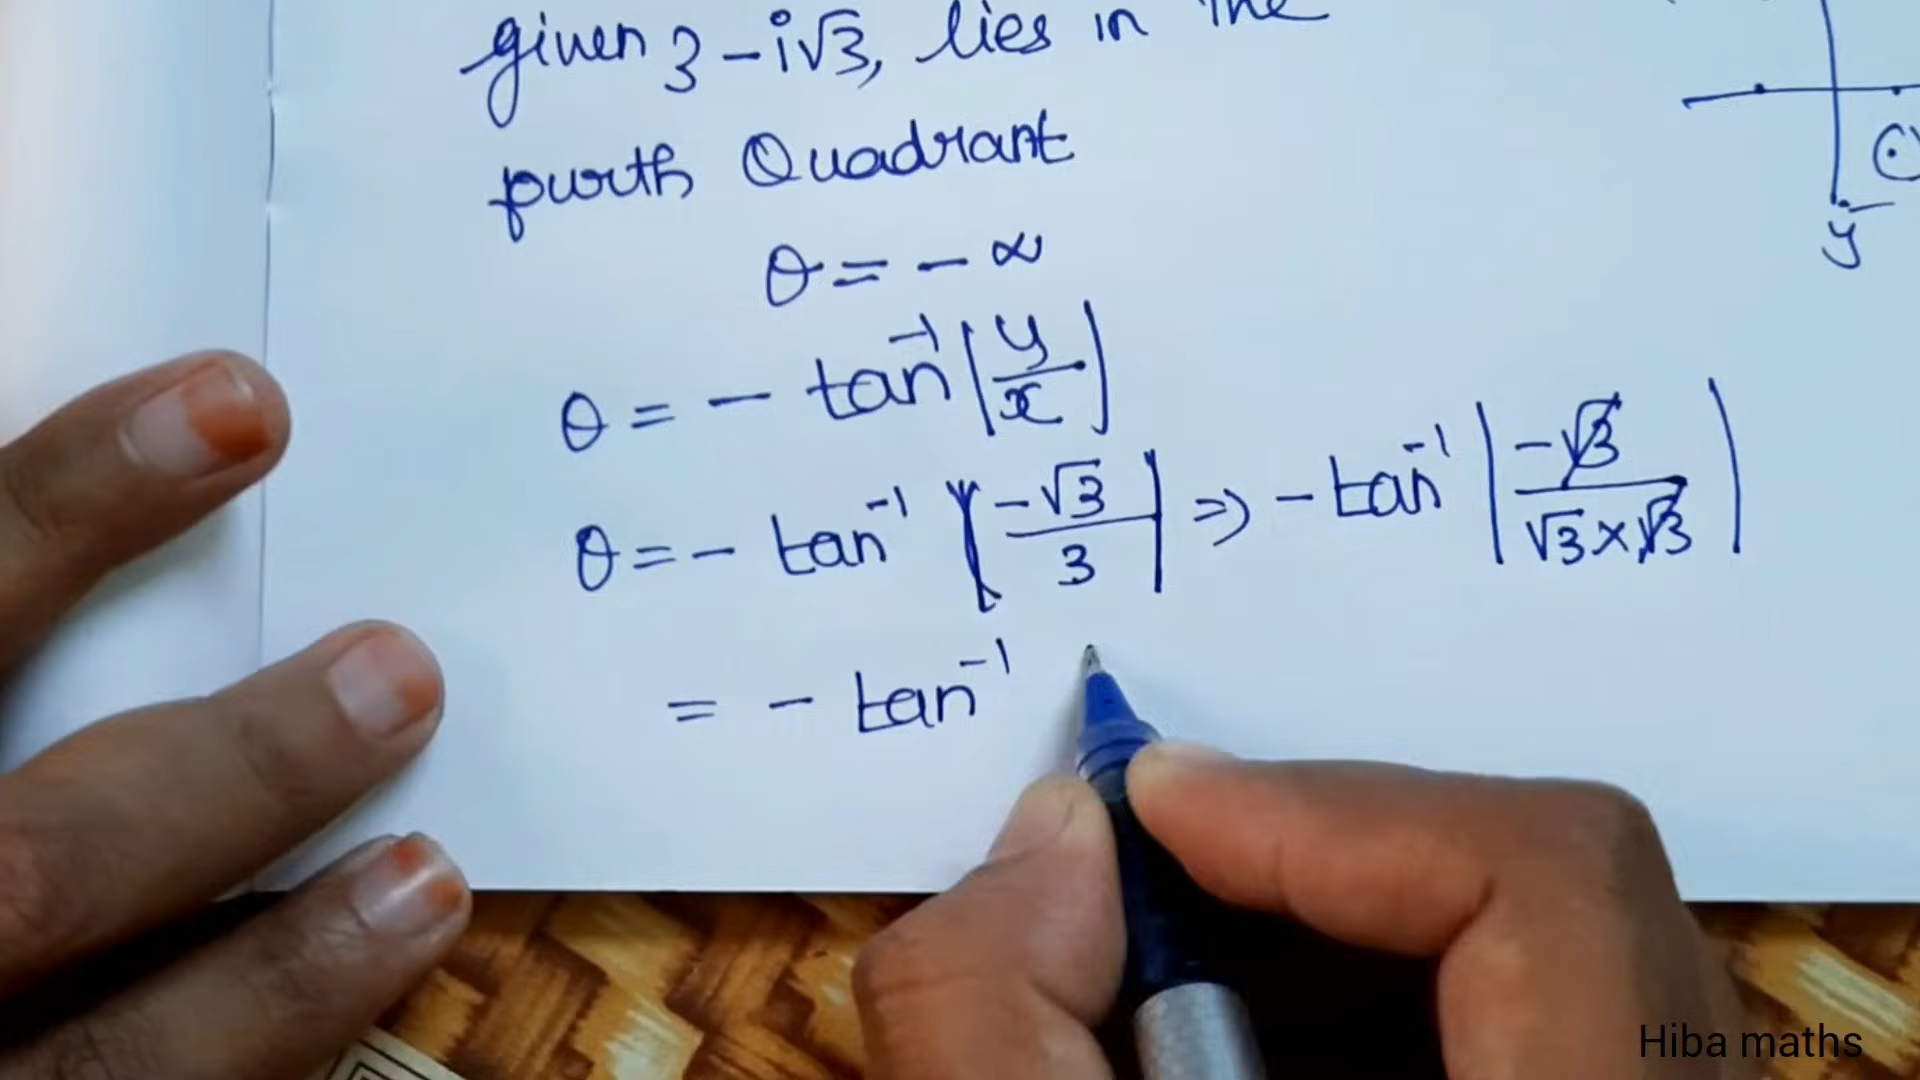 given 3 - i√3, lies in the
fourth Quadrant
θ = - ∝
θ = - tan⁻¹ |y/x|
θ = - tan⁻¹ |-√3/3| ⇒ - tan⁻¹ |-√3/√3×√3|
= - tan⁻¹
y
Hiba maths